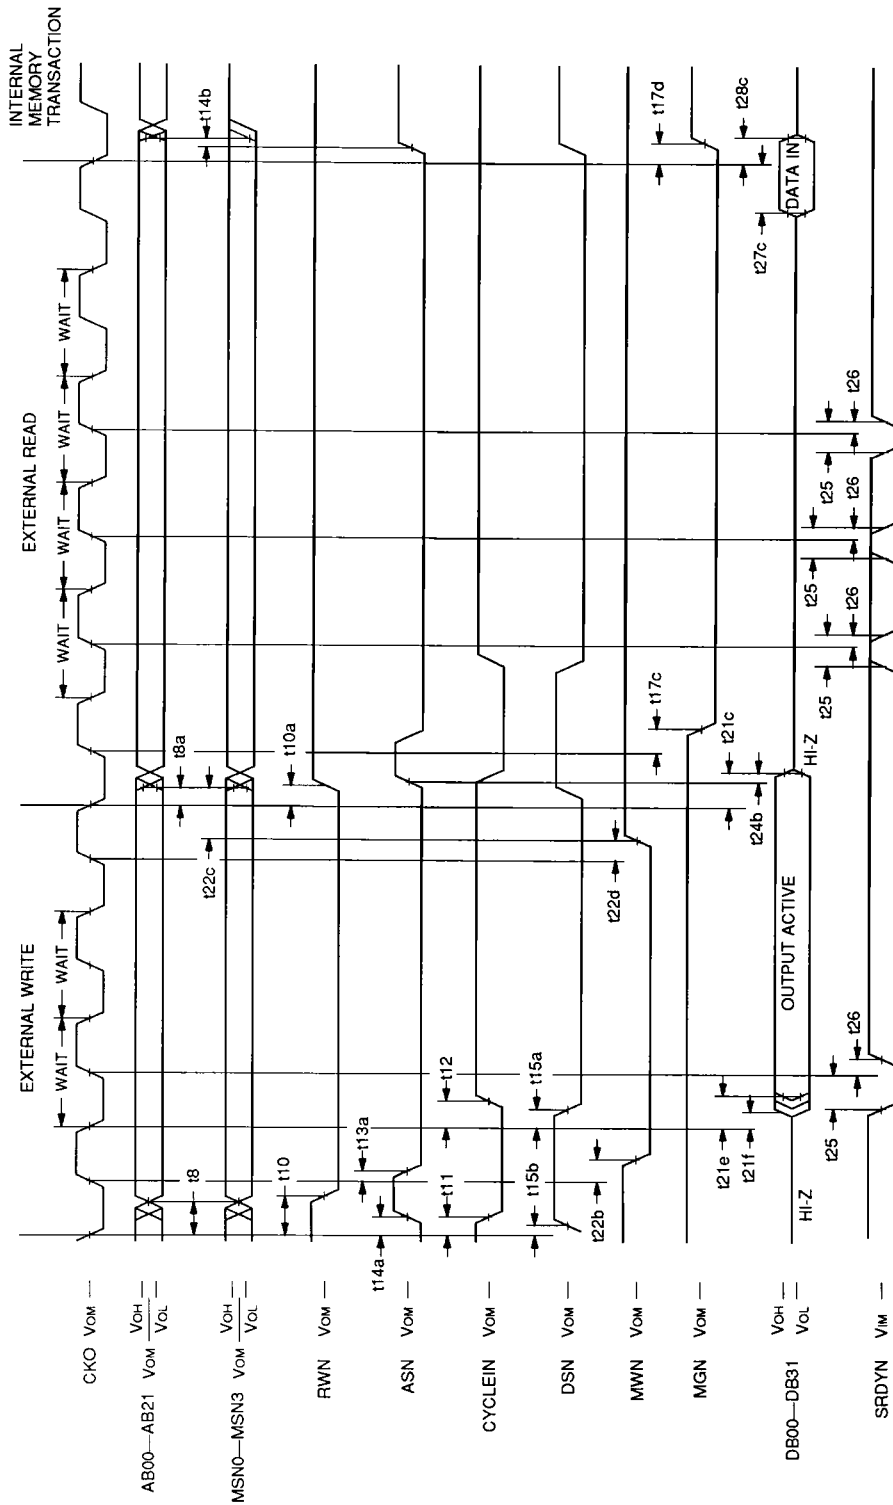 EXTERNAL WRITE
EXTERNAL READ
INTERNAL
MEMORY
TRANSACTION
WAIT
WAIT
WAIT
WAIT
WAIT
WAIT
CKO VOM
VOH
AB00—AB21 VOM
VOL
t8
t22c
t8a
t14b
VOH
MSN0—MSN3 VOM
VOL
RWN VOM
t10
t10a
ASN VOM
t14a
t13a
CYCLEIN VOM
t11
t12
DSN VOM
t15b
t15a
MWN VOM
t22b
t22d
MGN VOM
t17c
t17d
t21e
t21f
t21c
t24b
t27c
t28c
VOH
DB00—DB31
VOL
HI-Z
OUTPUT ACTIVE
HI-Z
DATA IN
t25
t26
t25
t26
t25
t26
t25
t26
SRDYN VIM